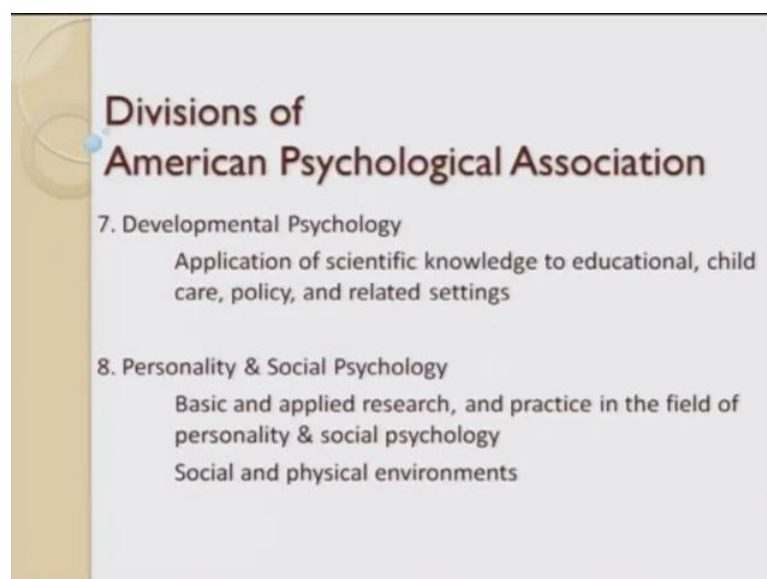 Divisions of
American Psychological Association
7. Developmental Psychology
Application of scientific knowledge to educational, child
care, policy, and related settings
8. Personality & Social Psychology
Basic and applied research, and practice in the field of
personality & social psychology
Social and physical environments